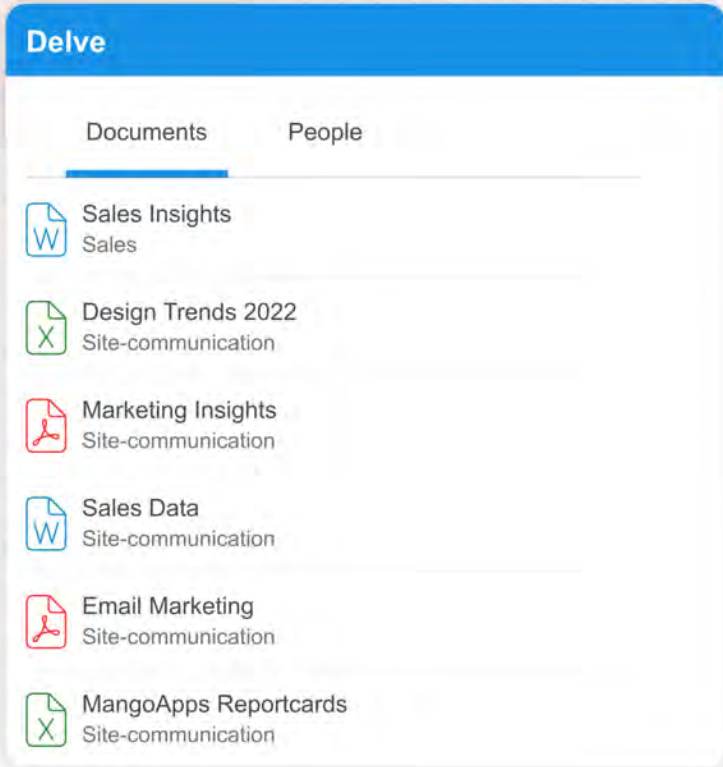 Delve
Documents People
Sales Insights
Sales
Design Trends 2022
Site-communication
Marketing Insights
Site-communication
Sales Data
Site-communication
Email Marketing
Site-communication
MangoApps Reportcards
Site-communication